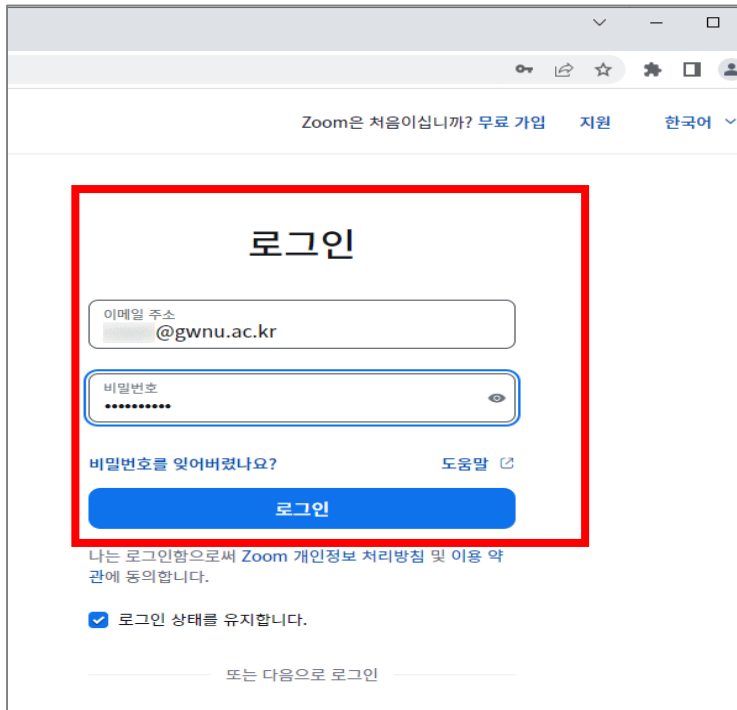 Zoom은 처음이십니까? 무료 가입 지원 한국어
로그인
이메일 주소
@gwnu.ac.kr
비밀번호
••••••••••
비밀번호를 잊어버렸나요? 도움말
로그인
나는 로그인함으로써 Zoom 개인정보 처리방침 및 이용 약
관에 동의합니다.
로그인 상태를 유지합니다.
또는 다음으로 로그인